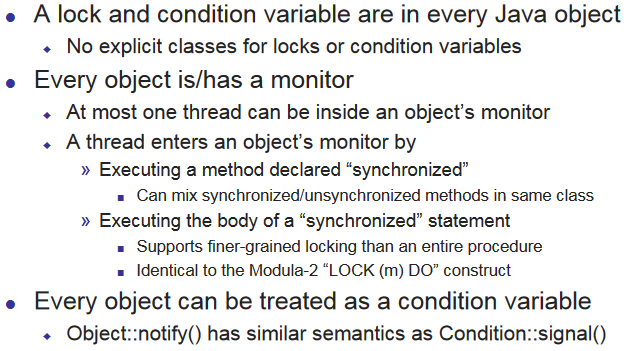 • A lock and condition variable are in every Java object
◆ No explicit classes for locks or condition variables
• Every object is/has a monitor
◆ At most one thread can be inside an object's monitor
◆ A thread enters an object's monitor by
» Executing a method declared "synchronized"
■ Can mix synchronized/unsynchronized methods in same class
» Executing the body of a "synchronized" statement
■ Supports finer-grained locking than an entire procedure
■ Identical to the Modula-2 "LOCK (m) DO" construct
• Every object can be treated as a condition variable
◆ Object::notify() has similar semantics as Condition::signal()